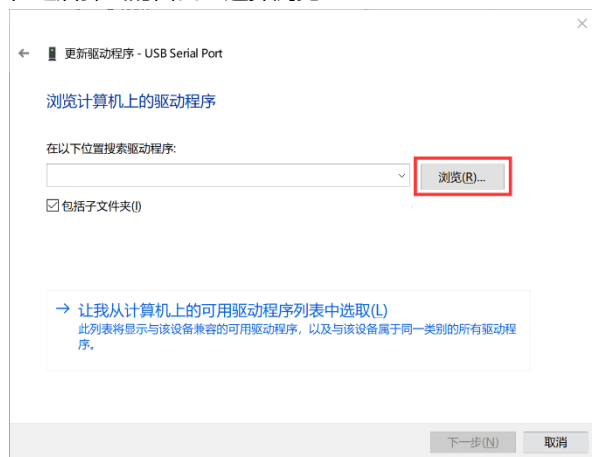 更新驱动程序 - USB Serial Port
浏览计算机上的驱动程序
在以下位置搜索驱动程序:
浏览(R)...
包括子文件夹(I)
→ 让我从计算机上的可用驱动程序列表中选取(L)
此列表将显示与该设备兼容的可用驱动程序，以及与该设备属于同一类别的所有驱动程
序。
下一步(N) 取消